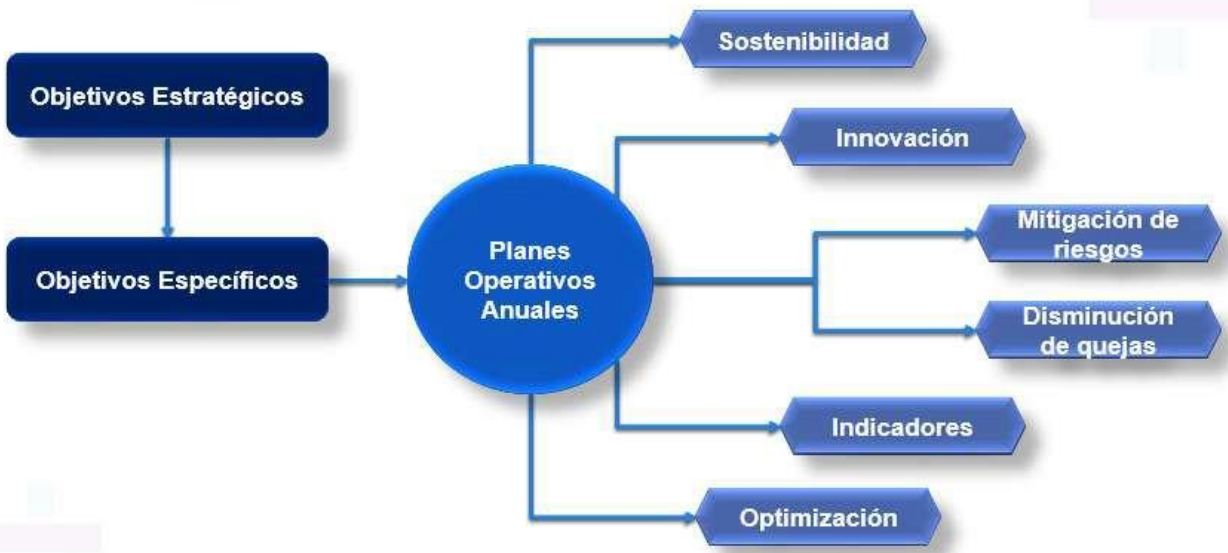 Objetivos Estratégicos
Objetivos Específicos
Planes
Operativos
Anuales
Sostenibilidad
Innovación
Mitigación de
riesgos
Disminución
de quejas
Indicadores
Optimización